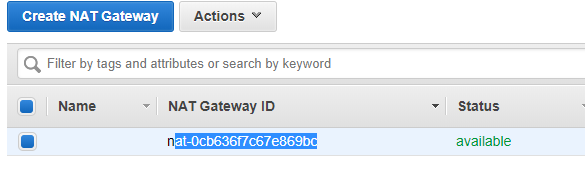 Create NAT Gateway Actions
Filter by tags and attributes or search by keyword
Name NAT Gateway ID Status
nat-0cb636f7c67e869bc available